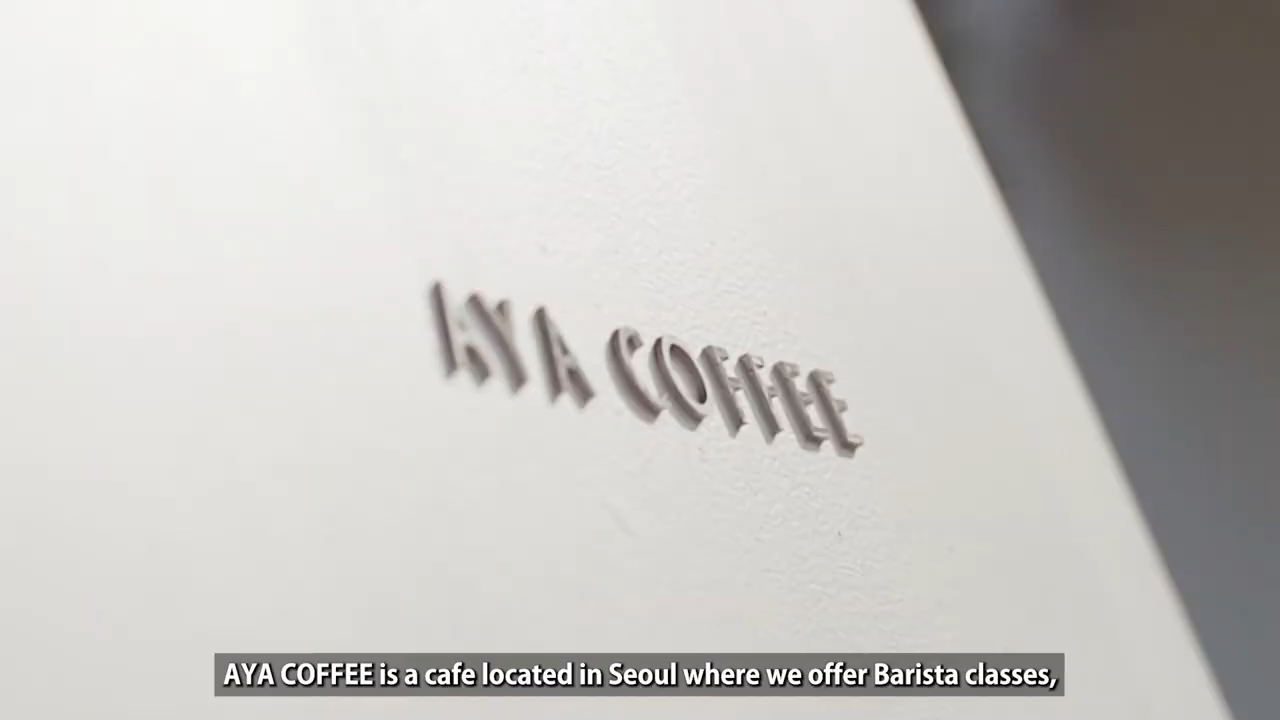 AYA COFFEE
AYA COFFEE is a cafe located in Seoul where we offer Barista classes,